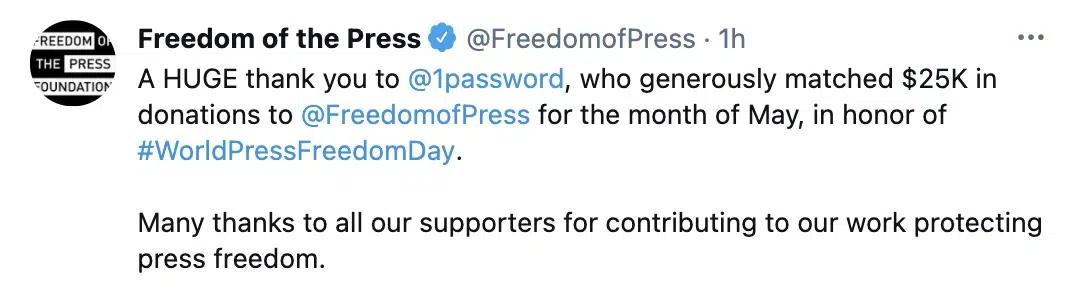 FREEDOM OF
THE PRESS
FOUNDATION
Freedom of the Press @FreedomofPress · 1h
A HUGE thank you to @1password, who generously matched $25K in
donations to @FreedomofPress for the month of May, in honor of
#WorldPressFreedomDay.
Many thanks to all our supporters for contributing to our work protecting
press freedom.